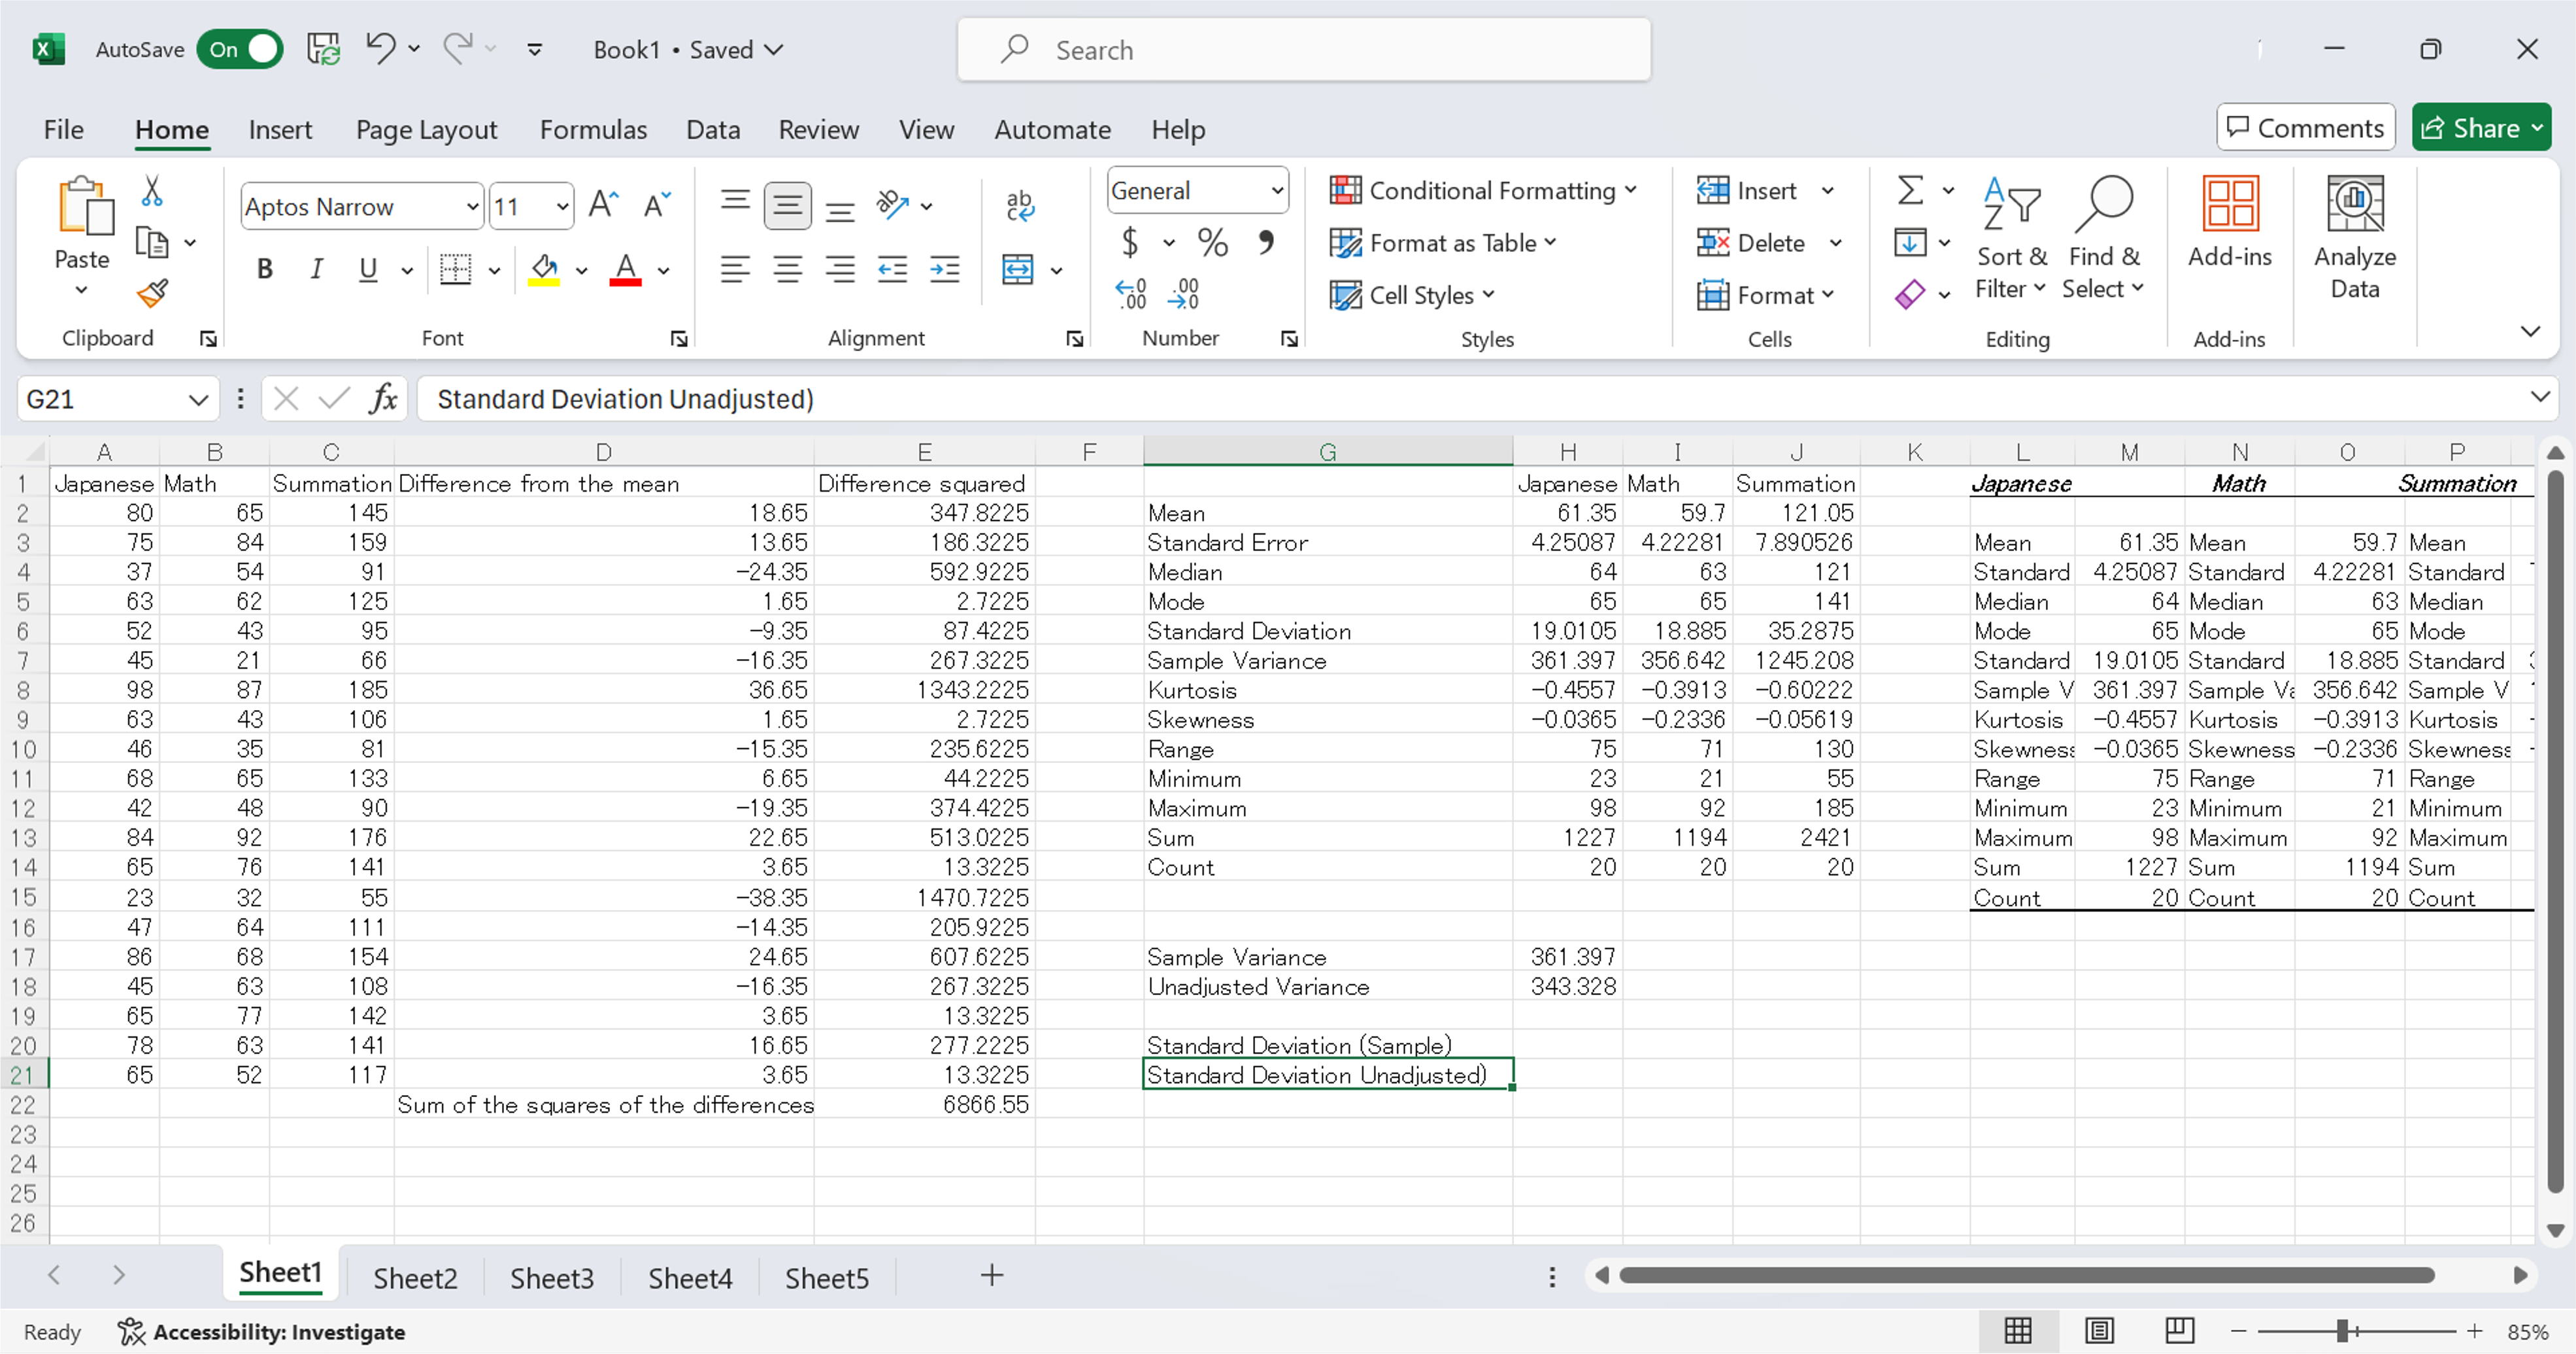 AutoSave On Book1 • Saved Search
File Home Insert Page Layout Formulas Data Review View Automate Help Comments Share
Paste Aptos Narrow 11 General Conditional Formatting Insert Sort & Filter Find & Select Add-ins Analyze Data
B I U $ % Format as Table Delete
Cell Styles Format
Clipboard Font Alignment Number Styles Cells Editing Add-ins
G21 fx Standard Deviation Unadjusted)
A B C D E F G H I J K L M N O P
1 Japanese Math Summation Difference from the mean Difference squared Japanese Math Summation Japanese Math Summation
2 80 65 145 18.65 347.8225 Mean 61.35 59.7 121.05
3 75 84 159 13.65 186.3225 Standard Error 4.25087 4.22281 7.890526 Mean 61.35 Mean 59.7 Mean
4 37 54 91 -24.35 592.9225 Median 64 63 121 Standard 4.25087 Standard 4.22281 Standard
5 63 62 125 1.65 2.7225 Mode 65 65 141 Median 64 Median 63 Median
6 52 43 95 -9.35 87.4225 Standard Deviation 19.0105 18.885 35.2875 Mode 65 Mode 65 Mode
7 45 21 66 -16.35 267.3225 Sample Variance 361.397 356.642 1245.208 Standard 19.0105 Standard 18.885 Standard
8 98 87 185 36.65 1343.2225 Kurtosis -0.4557 -0.3913 -0.60222 Sample V 361.397 Sample Va 356.642 Sample V
9 63 43 106 1.65 2.7225 Skewness -0.0365 -0.2336 -0.05619 Kurtosis -0.4557 Kurtosis -0.3913 Kurtosis
10 46 35 81 -15.35 235.6225 Range 75 71 130 Skewness -0.0365 Skewness -0.2336 Skewness
11 68 65 133 6.65 44.2225 Minimum 23 21 55 Range 75 Range 71 Range
12 42 48 90 -19.35 374.4225 Maximum 98 92 185 Minimum 23 Minimum 21 Minimum
13 84 92 176 22.65 513.0225 Sum 1227 1194 2421 Maximum 98 Maximum 92 Maximum
14 65 76 141 3.65 13.3225 Count 20 20 20 Sum 1227 Sum 1194 Sum
15 23 32 55 -38.35 1470.7225 Count 20 Count 20 Count
16 47 64 111 -14.35 205.9225
17 86 68 154 24.65 607.6225 Sample Variance 361.397
18 45 63 108 -16.35 267.3225 Unadjusted Variance 343.328
19 65 77 142 3.65 13.3225
20 78 63 141 16.65 277.2225 Standard Deviation (Sample)
21 65 52 117 3.65 13.3225 Standard Deviation Unadjusted)
22 Sum of the squares of the differences 6866.55
23
24
25
26
Sheet1 Sheet2 Sheet3 Sheet4 Sheet5
Ready Accessibility: Investigate 85%